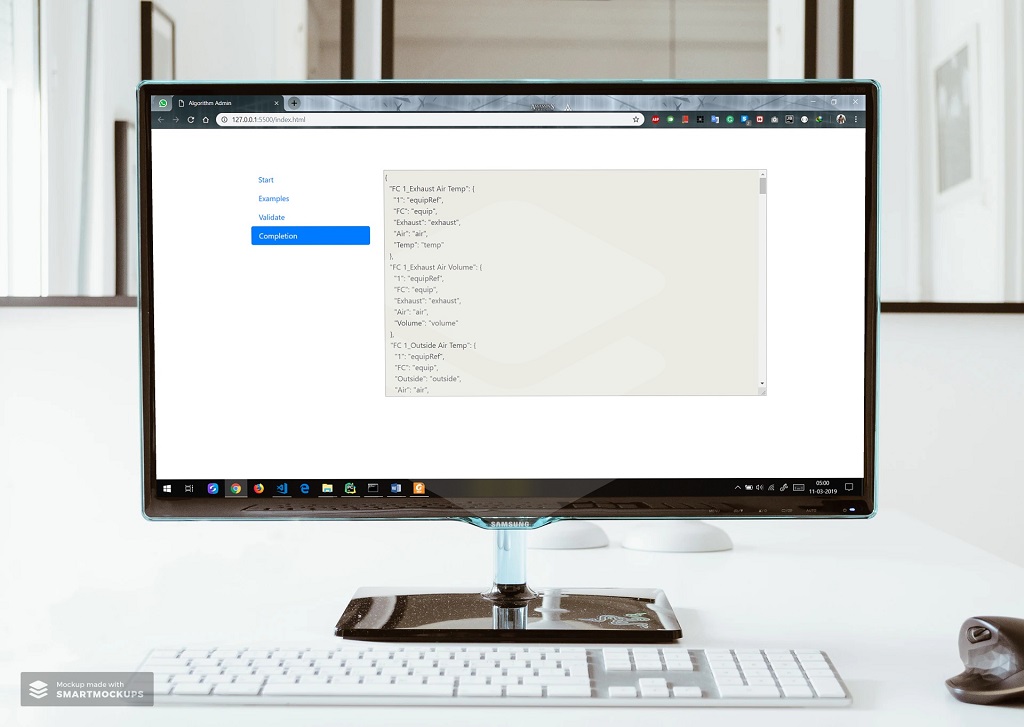 Algorithm Admin
127.0.0.1:5500/index.html
Start
Examples
Validate
Completion
{
"FC 1_Exhaust Air Temp": {
"1": "equipRef",
"FC": "equip",
"Exhaust": "exhaust",
"Air": "air",
"Temp": "temp"
},
"FC 1_Exhaust Air Volume": {
"1": "equipRef",
"FC": "equip",
"Exhaust": "exhaust",
"Air": "air",
"Volume": "volume"
},
"FC 1_Outside Air Temp": {
"1": "equipRef",
"FC": "equip",
"Outside": "outside",
"Air": "air",
05:00
11-03-2019
SAMSUNG
Mockup made with
SMARTMOCKUPS